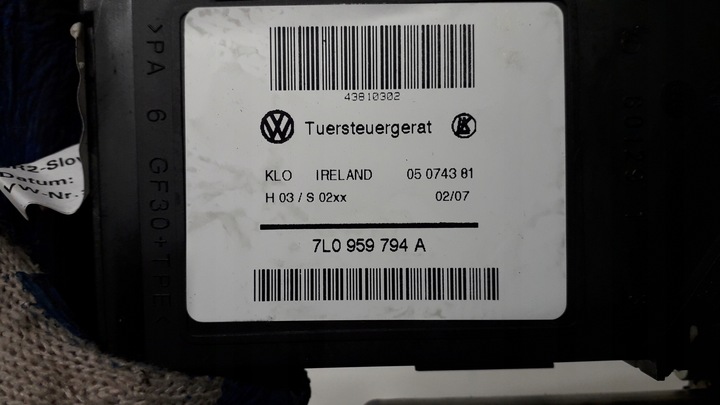 43810302
Tuersteuergerat
KLO IRELAND 05 0743 81
H 03 / S 02xx 02/07
7L0 959 794 A
>PA 6 GF30+TPE<
Datum:
VW-Nr.